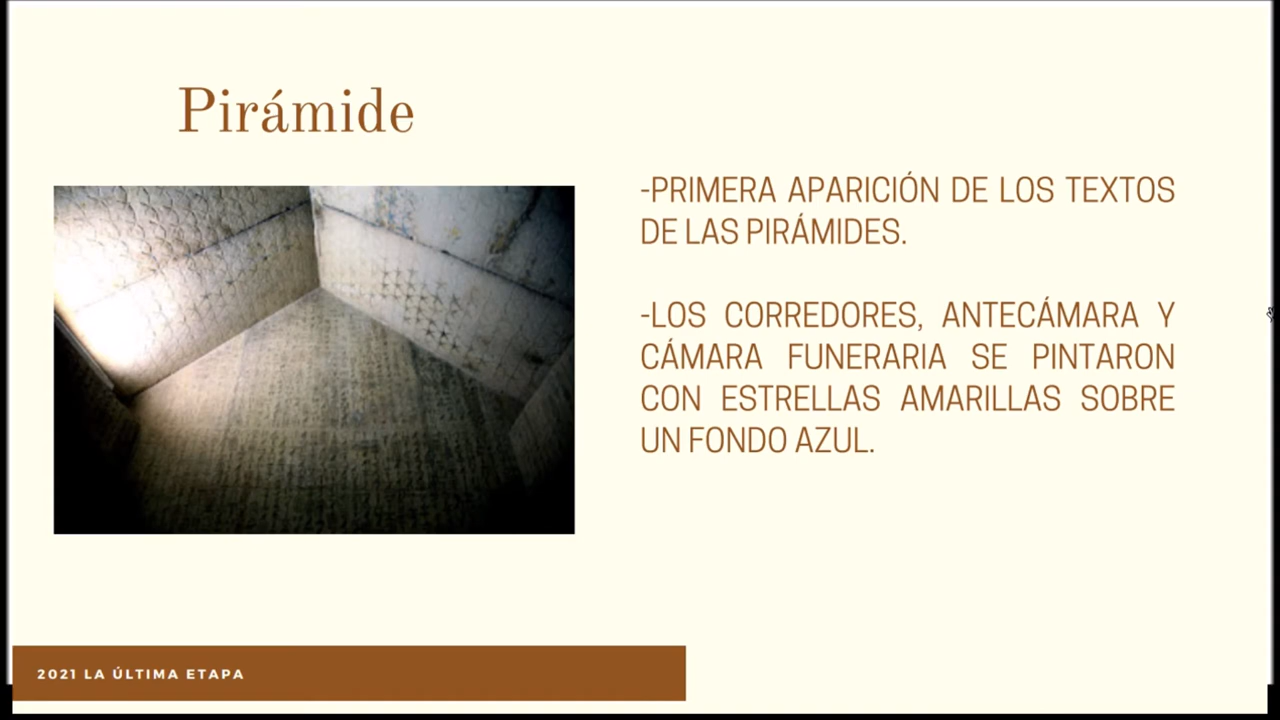 Pirámide
-PRIMERA APARICIÓN DE LOS TEXTOS
DE LAS PIRÁMIDES.
-LOS CORREDORES, ANTECÁMARA Y
CÁMARA FUNERARIA SE PINTARON
CON ESTRELLAS AMARILLAS SOBRE
UN FONDO AZUL.
2021 LA ÚLTIMA ETAPA